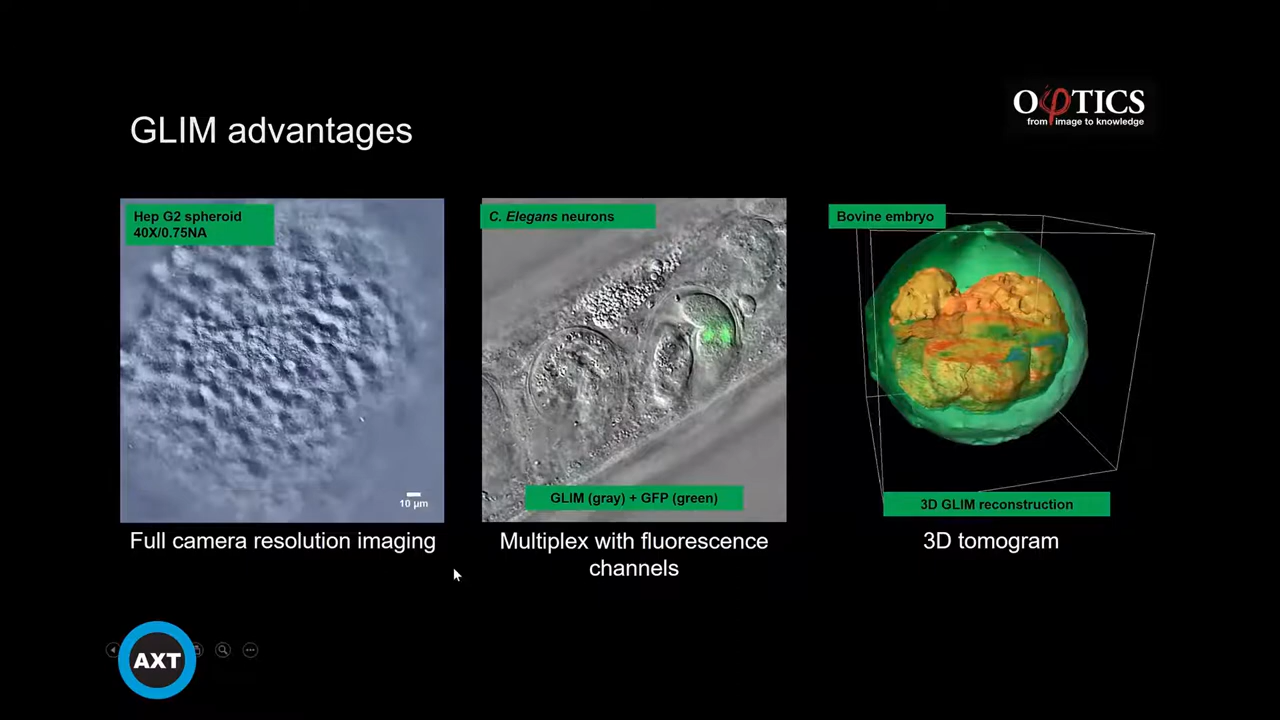 OφTICS
from image to knowledge
GLIM advantages
Hep G2 spheroid
40X/0.75NA
10 μm
Full camera resolution imaging
C. Elegans neurons
GLIM (gray) + GFP (green)
Multiplex with fluorescence
channels
Bovine embryo
3D GLIM reconstruction
3D tomogram
AXT